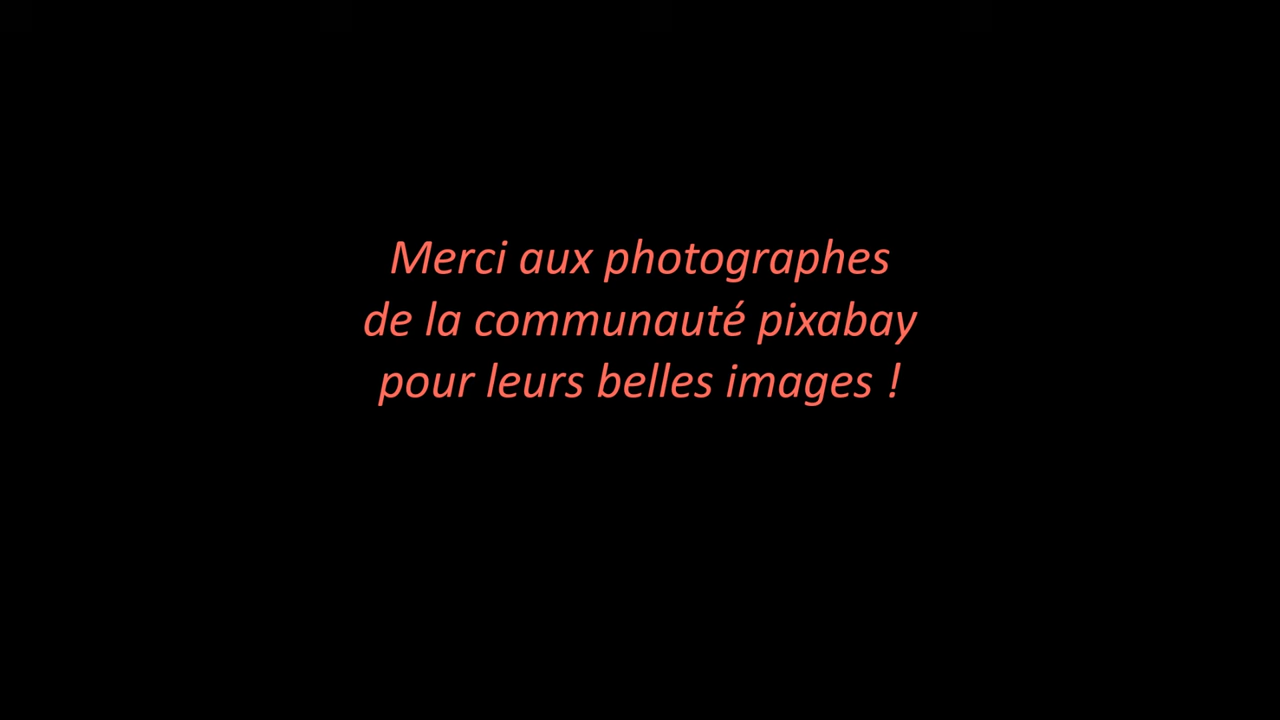 Merci aux photographes
de la communauté pixabay
pour leurs belles images !